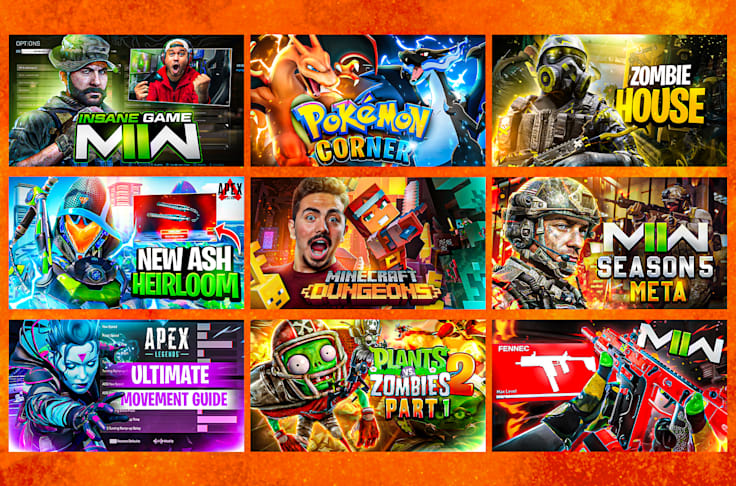 OPTIONS
INSANE GAME
MW
POKéMON
CORNER
ZOMBIE
HOUSE
APEX
NEW ASH
HEIRLOOM
MINECRAFT
DUNGEONS
MW
SEASON 5
META
APEX
LEGENDS
ULTIMATE
MOVEMENT GUIDE
PLANTS
VS.
ZOMBIES 2
PART 1
FENNEC
Max Level
MW